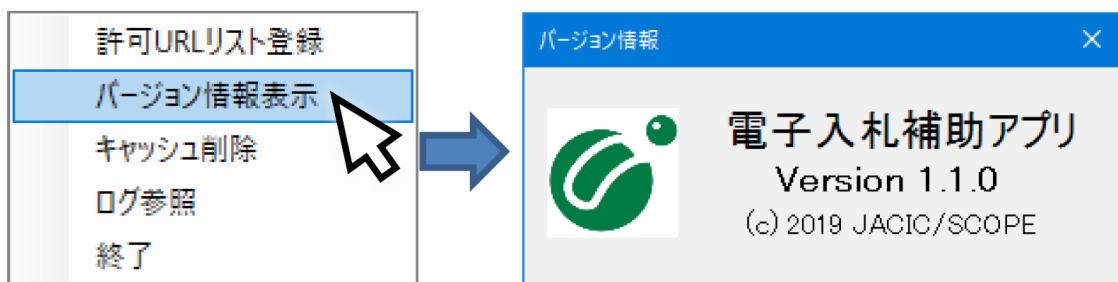 許可URLリスト登録
バージョン情報表示
キャッシュ削除
ログ参照
終了
バージョン情報
電子入札補助アプリ
Version 1.1.0
(c) 2019 JACIC/SCOPE